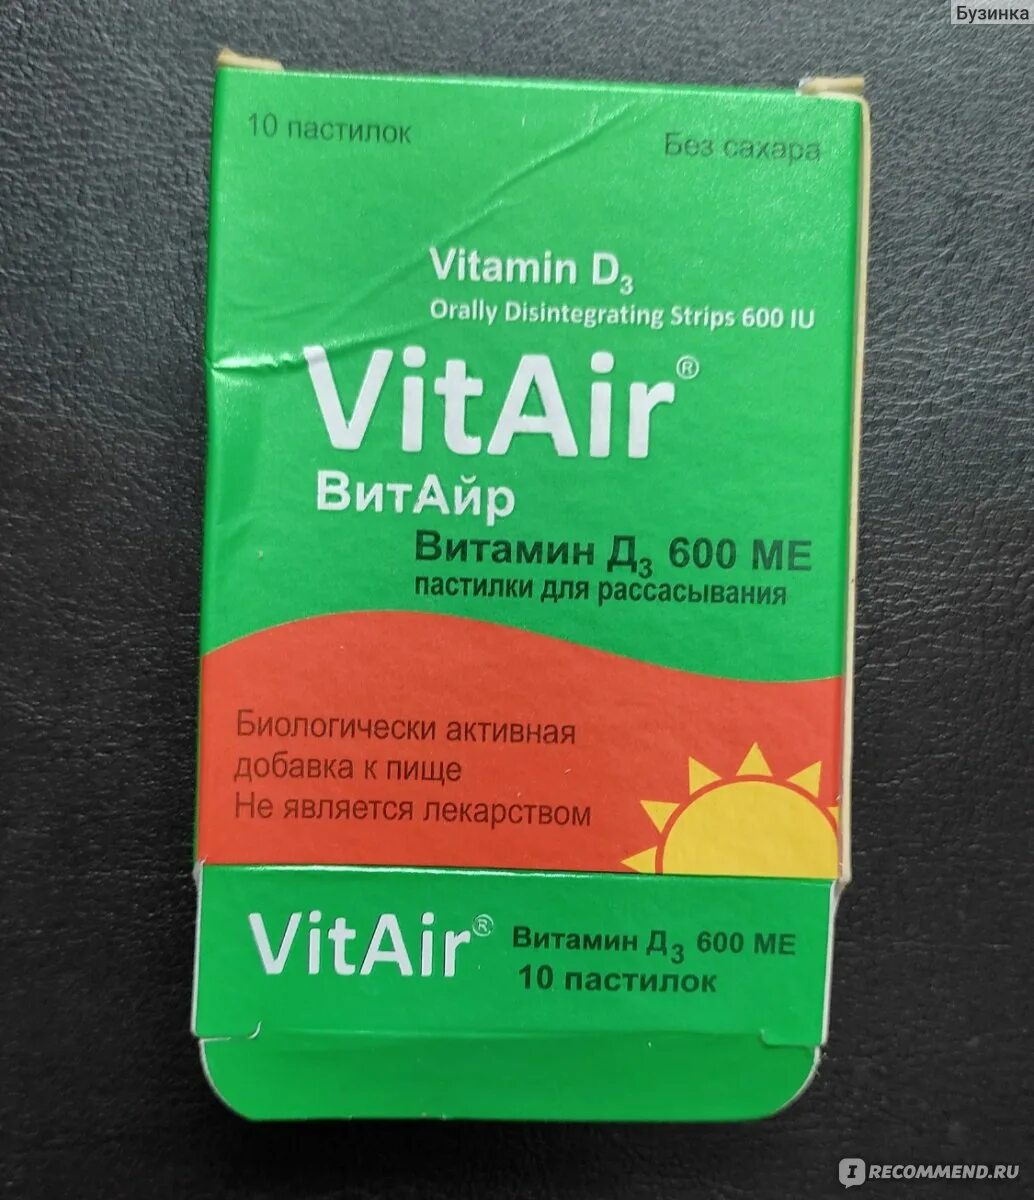 Бузинка
10 пастилок
Без сахара
Vitamin D3
Orally Disintegrating Strips 600 IU
VitAir®
ВитАйр
Витамин Д3 600 МЕ
пастилки для рассасывания
Биологически активная
добавка к пище
Не является лекарством
VitAir®
Витамин Д3 600 МЕ
10 пастилок
IRECOMMEND.RU